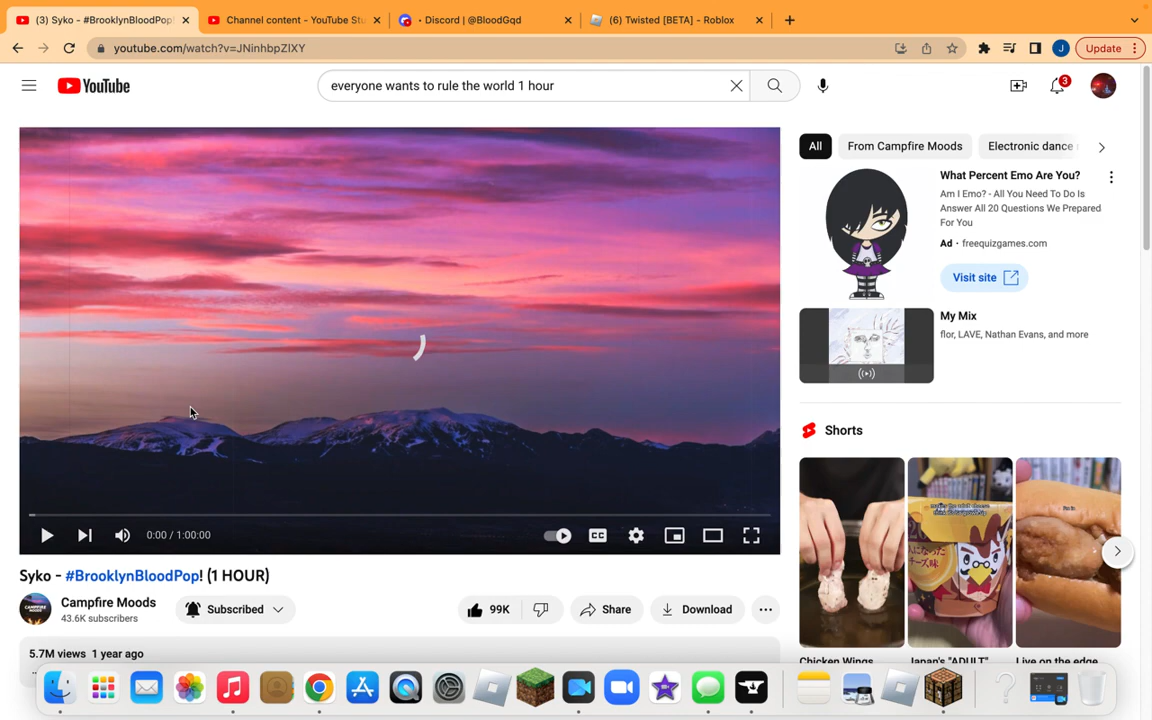 (3) Syko - #BrooklynBloodPop!
Channel content - YouTube Stu
• Discord | @BloodGqd
(6) Twisted [BETA] - Roblox
youtube.com/watch?v=JNinhbpZlXY
J
Update
YouTube
everyone wants to rule the world 1 hour
3
All
From Campfire Moods
Electronic dance
What Percent Emo Are You?
Am I Emo? - All You Need To Do Is
Answer All 20 Questions We Prepared
For You
Ad · freequizgames.com
Visit site
My Mix
flor, LAVE, Nathan Evans, and more
Shorts
0:00 / 1:00:00
CC
Syko - #BrooklynBloodPop! (1 HOUR)
Campfire Moods
43.6K subscribers
Subscribed
99K
Share
Download
5.7M views 1 year ago
Chicken Wings
Japan's "ADULT"
Live on the edge